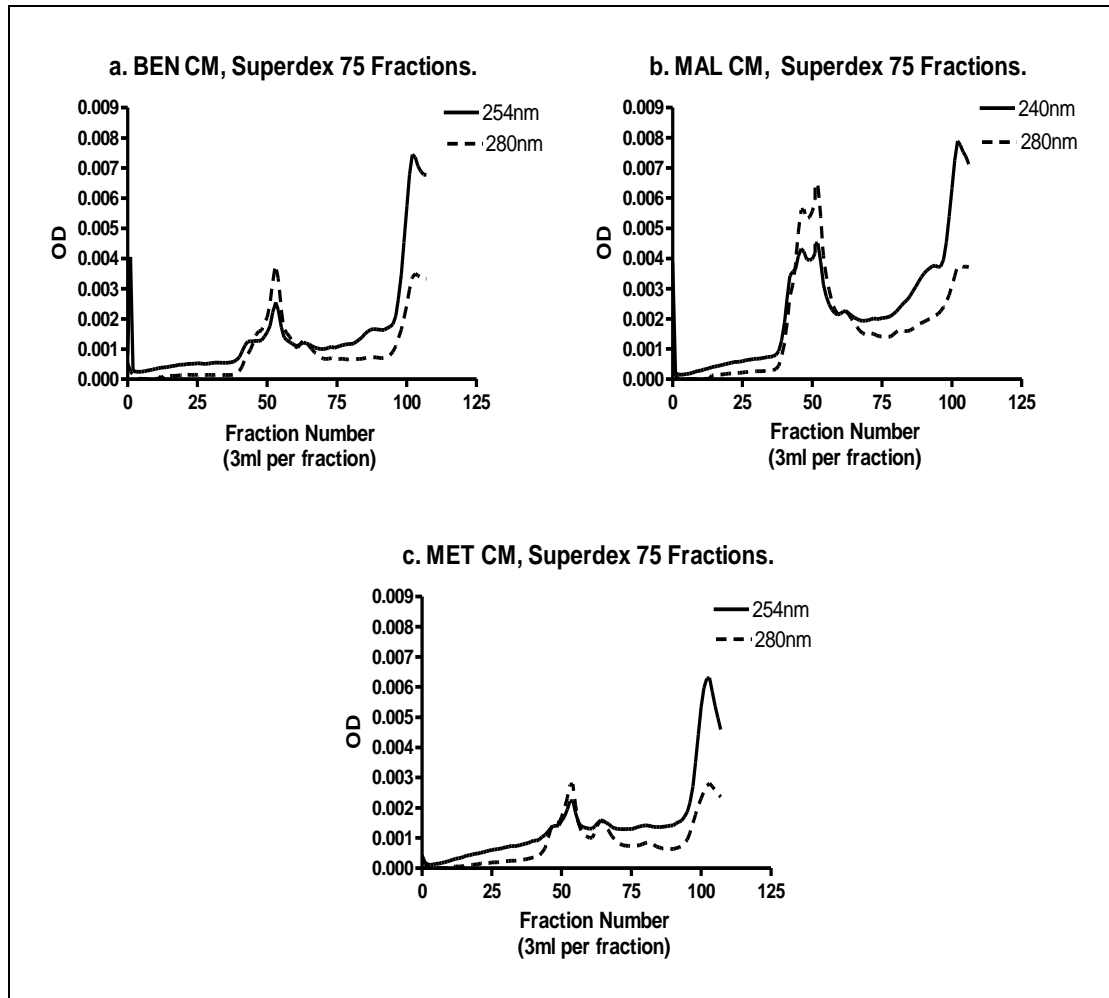 a. BEN CM, Superdex 75 Fractions.
0.009
0.008
0.007
0.006
0.005
0.004
0.003
0.002
0.001
0.000
OD
254nm
280nm
0 25 50 75 100 125
Fraction Number
(3ml per fraction)
b. MAL CM, Superdex 75 Fractions.
0.009
0.008
0.007
0.006
0.005
0.004
0.003
0.002
0.001
0.000
OD
240nm
280nm
0 25 50 75 100 125
Fraction Number
(3ml per fraction)
c. MET CM, Superdex 75 Fractions.
0.009
0.008
0.007
0.006
0.005
0.004
0.003
0.002
0.001
0.000
OD
254nm
280nm
0 25 50 75 100 125
Fraction Number
(3ml per fraction)